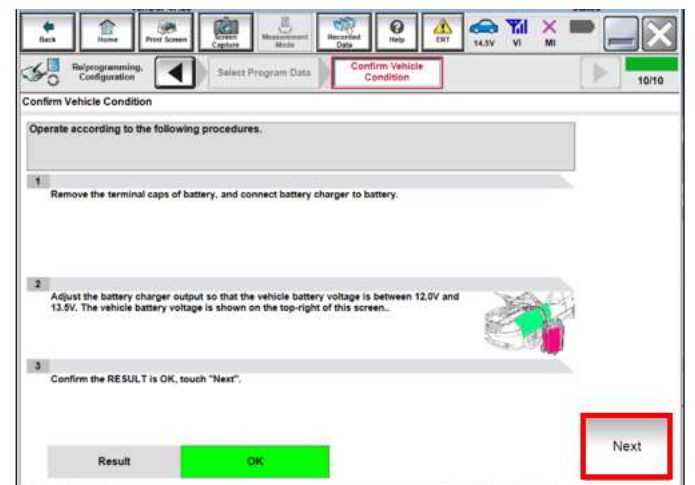 Back
Home
Print Screen
Screen Capture
Measurement Mode
Recorded Data
Help
ERT
14.5V
VI
MI
Re/programming, Configuration
Select Program Data
Confirm Vehicle Condition
10/10
Confirm Vehicle Condition
Operate according to the following procedures.
1
Remove the terminal caps of battery, and connect battery charger to battery.
2
Adjust the battery charger output so that the vehicle battery voltage is between 12.0V and
13.5V. The vehicle battery voltage is shown on the top-right of this screen..
3
Confirm the RESULT is OK, touch "Next".
Next
Result
OK